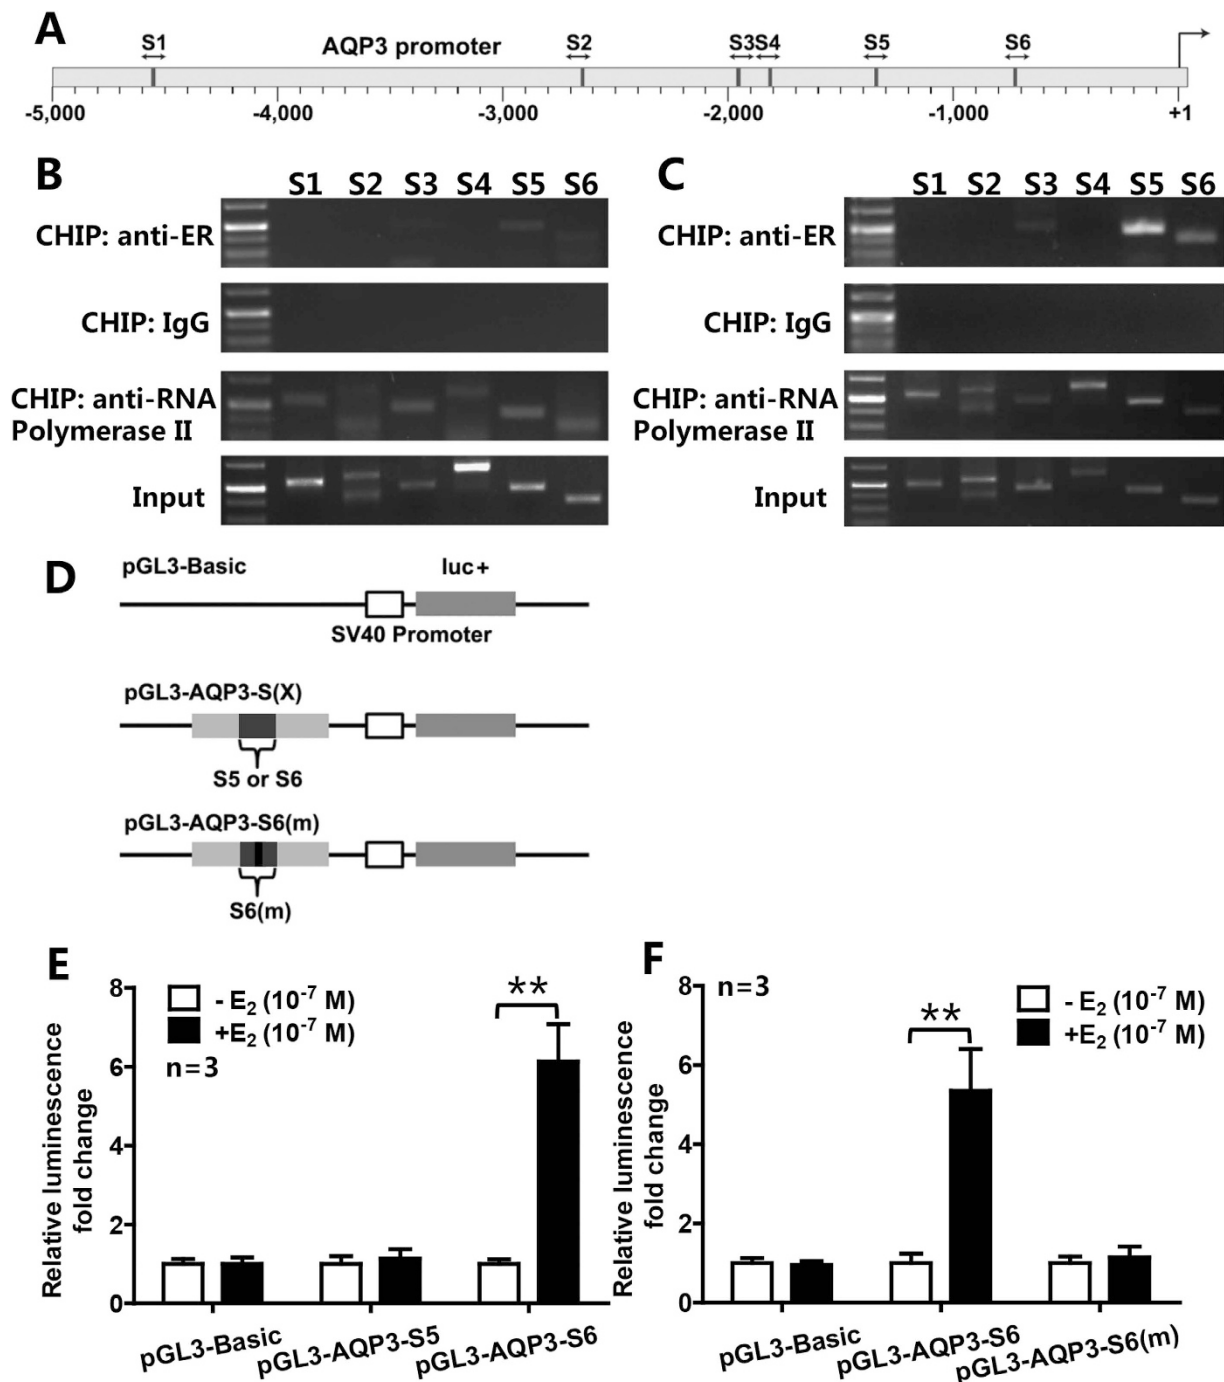 A
S1 AQP3 promoter S2 S3 S4 S5 S6
-5,000 -4,000 -3,000 -2,000 -1,000 +1
B
S1 S2 S3 S4 S5 S6
CHIP: anti-ER
CHIP: IgG
CHIP: anti-RNA
Polymerase II
Input
C
S1 S2 S3 S4 S5 S6
CHIP: anti-ER
CHIP: IgG
CHIP: anti-RNA
Polymerase II
Input
D
pGL3-Basic luc+
SV40 Promoter
pGL3-AQP3-S(X)
S5 or S6
pGL3-AQP3-S6(m)
S6(m)
E
Relative luminescence
fold change
8
6
4
2
0
- E₂ (10⁻⁷ M)
+E₂ (10⁻⁷ M)
n=3
**
pGL3-Basic
pGL3-AQP3-S5
pGL3-AQP3-S6
F
Relative luminescence
fold change
8
6
4
2
0
n=3
- E₂ (10⁻⁷ M)
+E₂ (10⁻⁷ M)
**
pGL3-Basic
pGL3-AQP3-S6
pGL3-AQP3-S6(m)